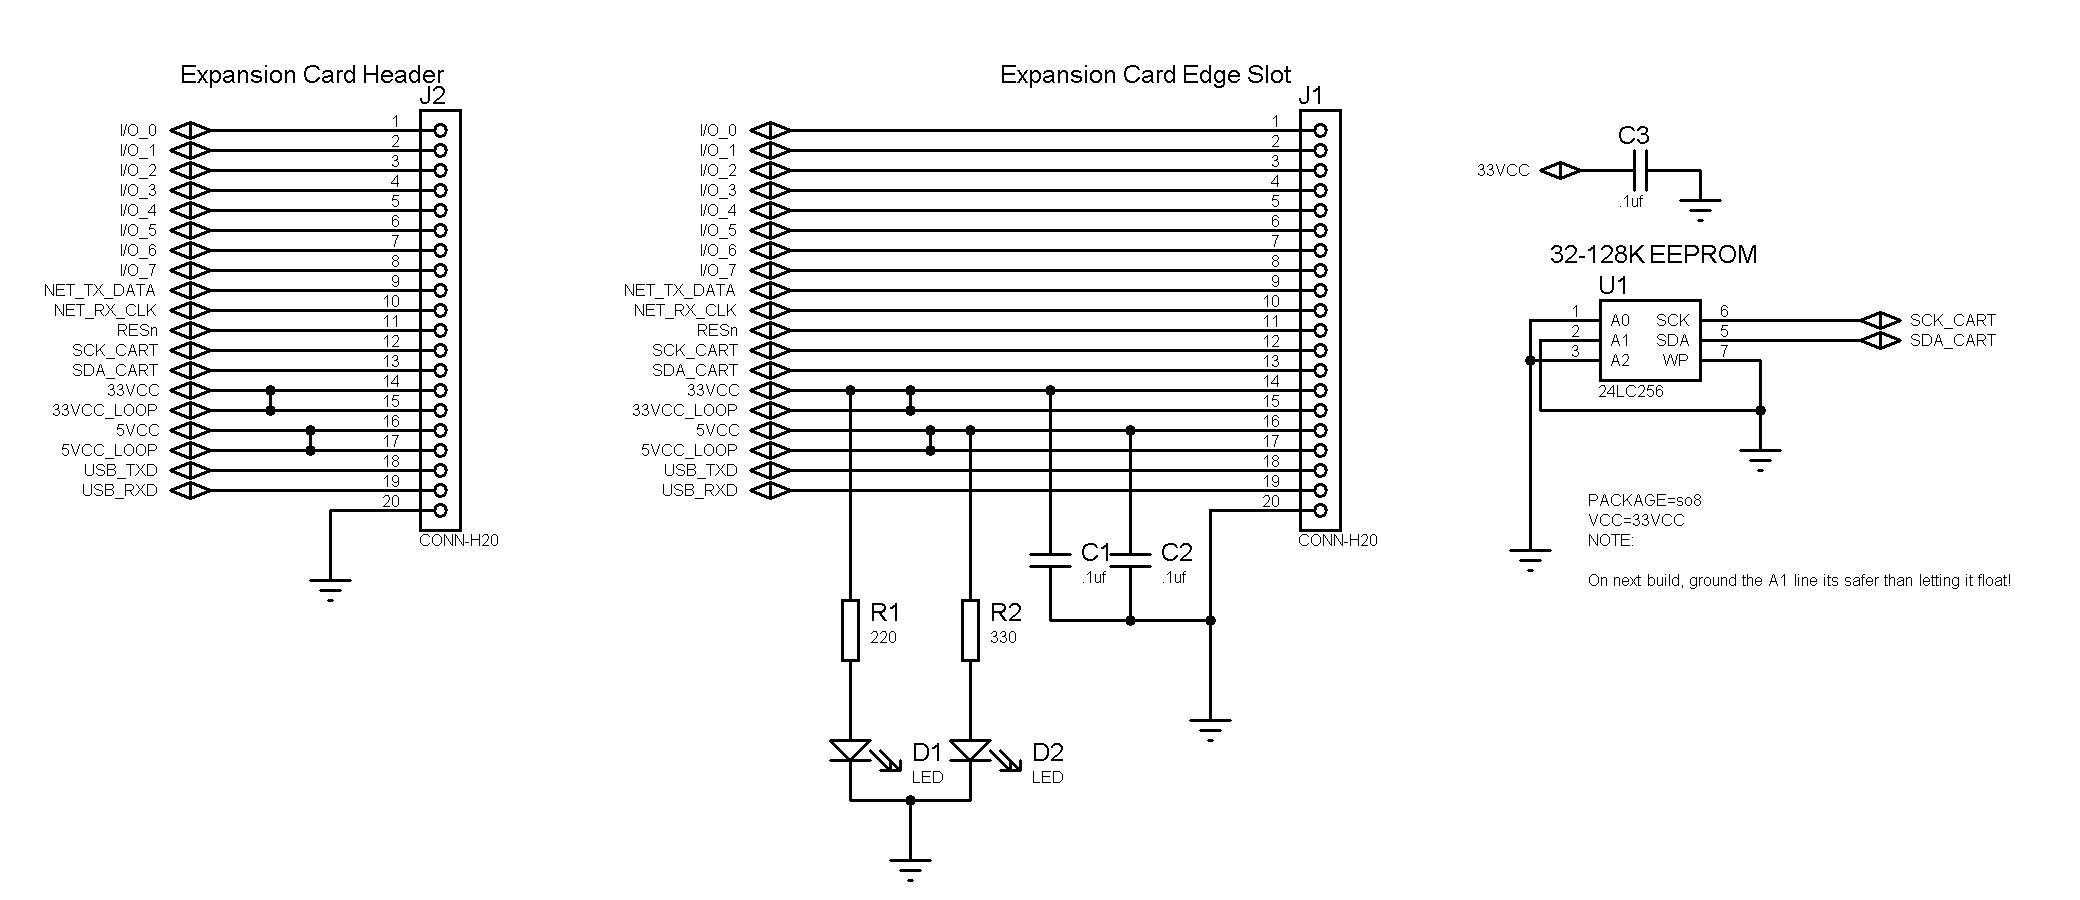 Expansion Card Header
J2
I/O_0 1
I/O_1 2
I/O_2 3
I/O_3 4
I/O_4 5
I/O_5 6
I/O_6 7
I/O_7 8
NET_TX_DATA 9
NET_RX_CLK 10
RESn 11
SCK_CART 12
SDA_CART 13
33VCC 14
33VCC_LOOP 15
5VCC 16
5VCC_LOOP 17
USB_TXD 18
USB_RXD 19
20
CONN-H20
Expansion Card Edge Slot
J1
I/O_0 1
I/O_1 2
I/O_2 3
I/O_3 4
I/O_4 5
I/O_5 6
I/O_6 7
I/O_7 8
NET_TX_DATA 9
NET_RX_CLK 10
RESn 11
SCK_CART 12
SDA_CART 13
33VCC 14
33VCC_LOOP 15
5VCC 16
5VCC_LOOP 17
USB_TXD 18
USB_RXD 19
20
CONN-H20
C1
.1uf
C2
.1uf
R1
220
R2
330
D1
LED
D2
LED
C3
33VCC
.1uf
32-128K EEPROM
U1
1 A0 SCK 6 SCK_CART
2 A1 SDA 5 SDA_CART
3 A2 WP 7
24LC256
PACKAGE=so8
VCC=33VCC
NOTE:
On next build, ground the A1 line its safer than letting it float!